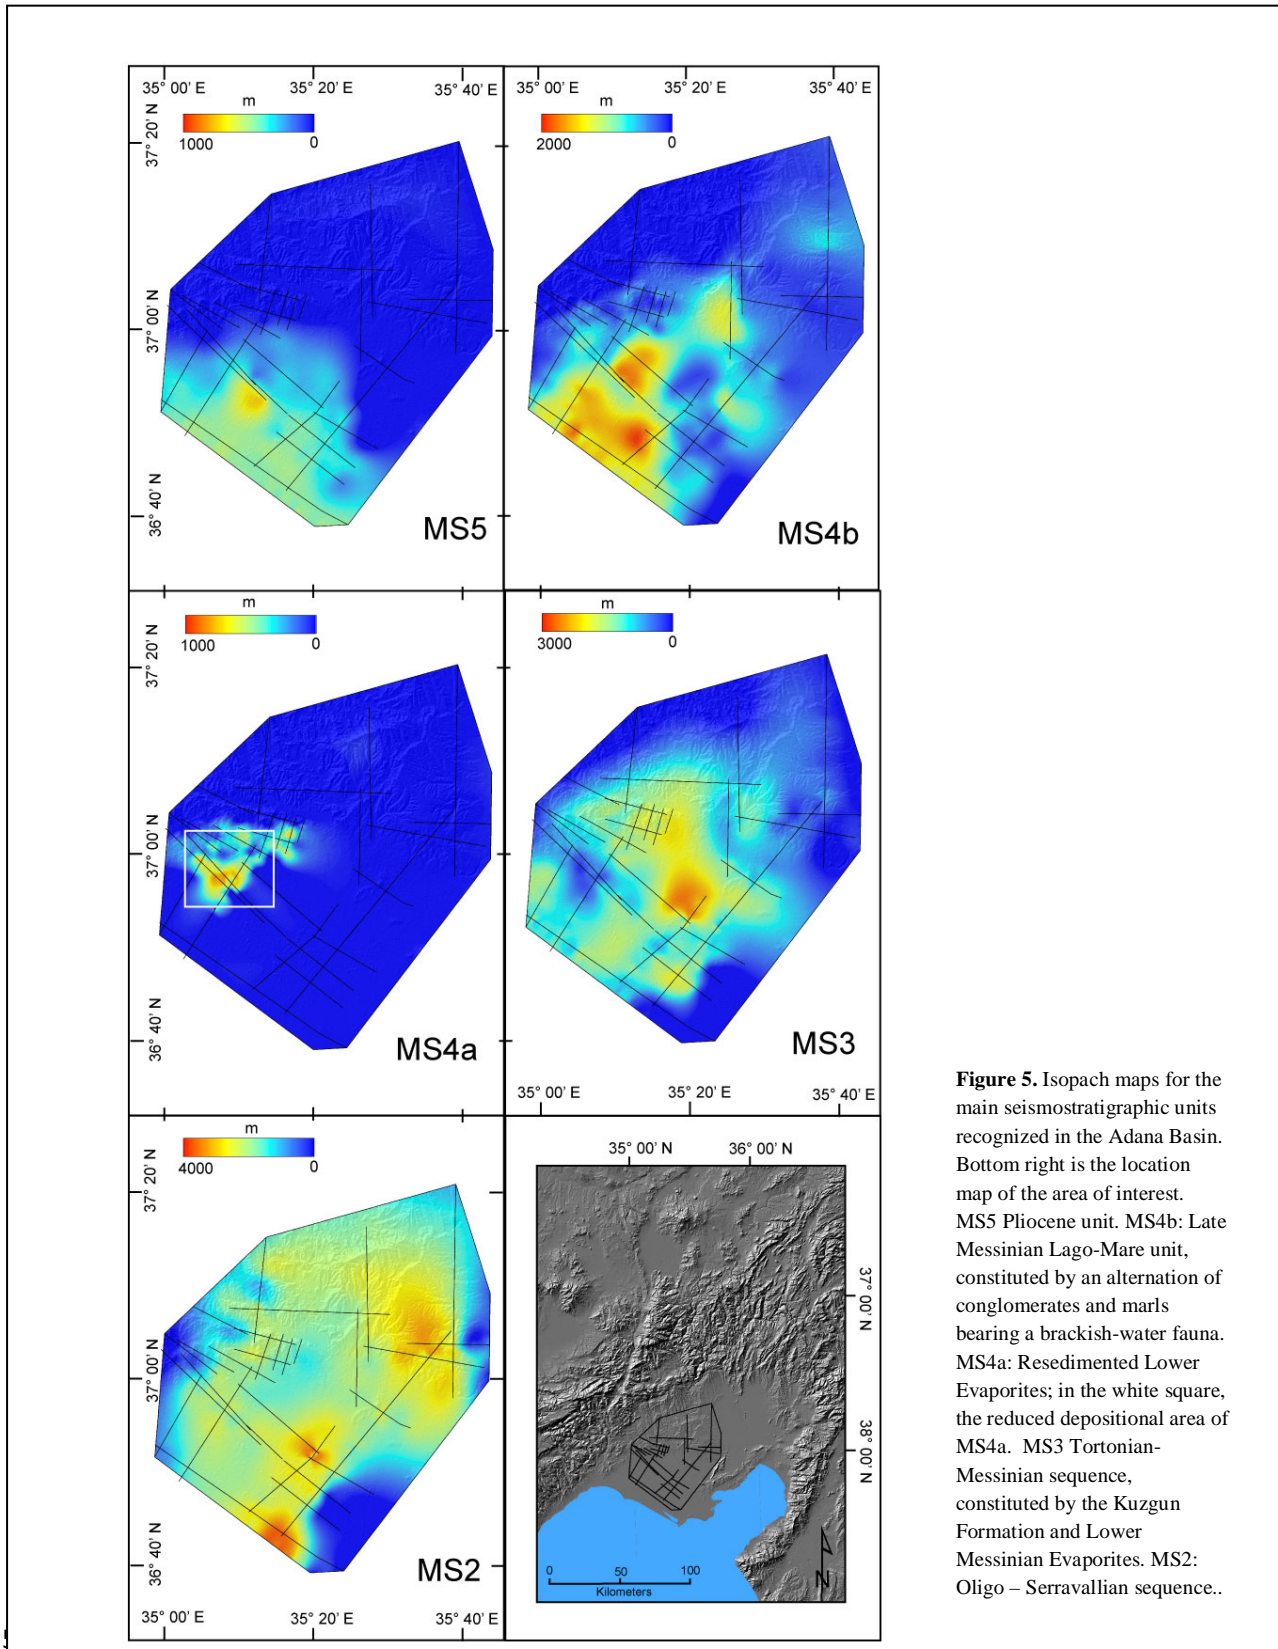 35° 00' E
35° 20' E
35° 40' E
m
1000
0
37° 20' N
37° 00' N
36° 40' N
MS5
35° 00' E
35° 20' E
35° 40' E
m
2000
0
MS4b
m
1000
0
37° 20' N
37° 00' N
36° 40' N
MS4a
m
3000
0
MS3
35° 00' E
35° 20' E
35° 40' E
m
4000
0
37° 20' N
37° 00' N
36° 40' N
MS2
35° 00' E
35° 20' E
35° 40' E
35° 00' N
36° 00' N
37° 00' N
38° 00' N
0
50
100
Kilometers
N
Figure 5. Isopach maps for the
main seismostratigraphic units
recognized in the Adana Basin.
Bottom right is the location
map of the area of interest.
MS5 Pliocene unit. MS4b: Late
Messinian Lago-Mare unit,
constituted by an alternation of
conglomerates and marls
bearing a brackish-water fauna.
MS4a: Resedimented Lower
Evaporites; in the white square,
the reduced depositional area of
MS4a. MS3 Tortonian-
Messinian sequence,
constituted by the Kuzgun
Formation and Lower
Messinian Evaporites. MS2:
Oligo – Serravallian sequence..